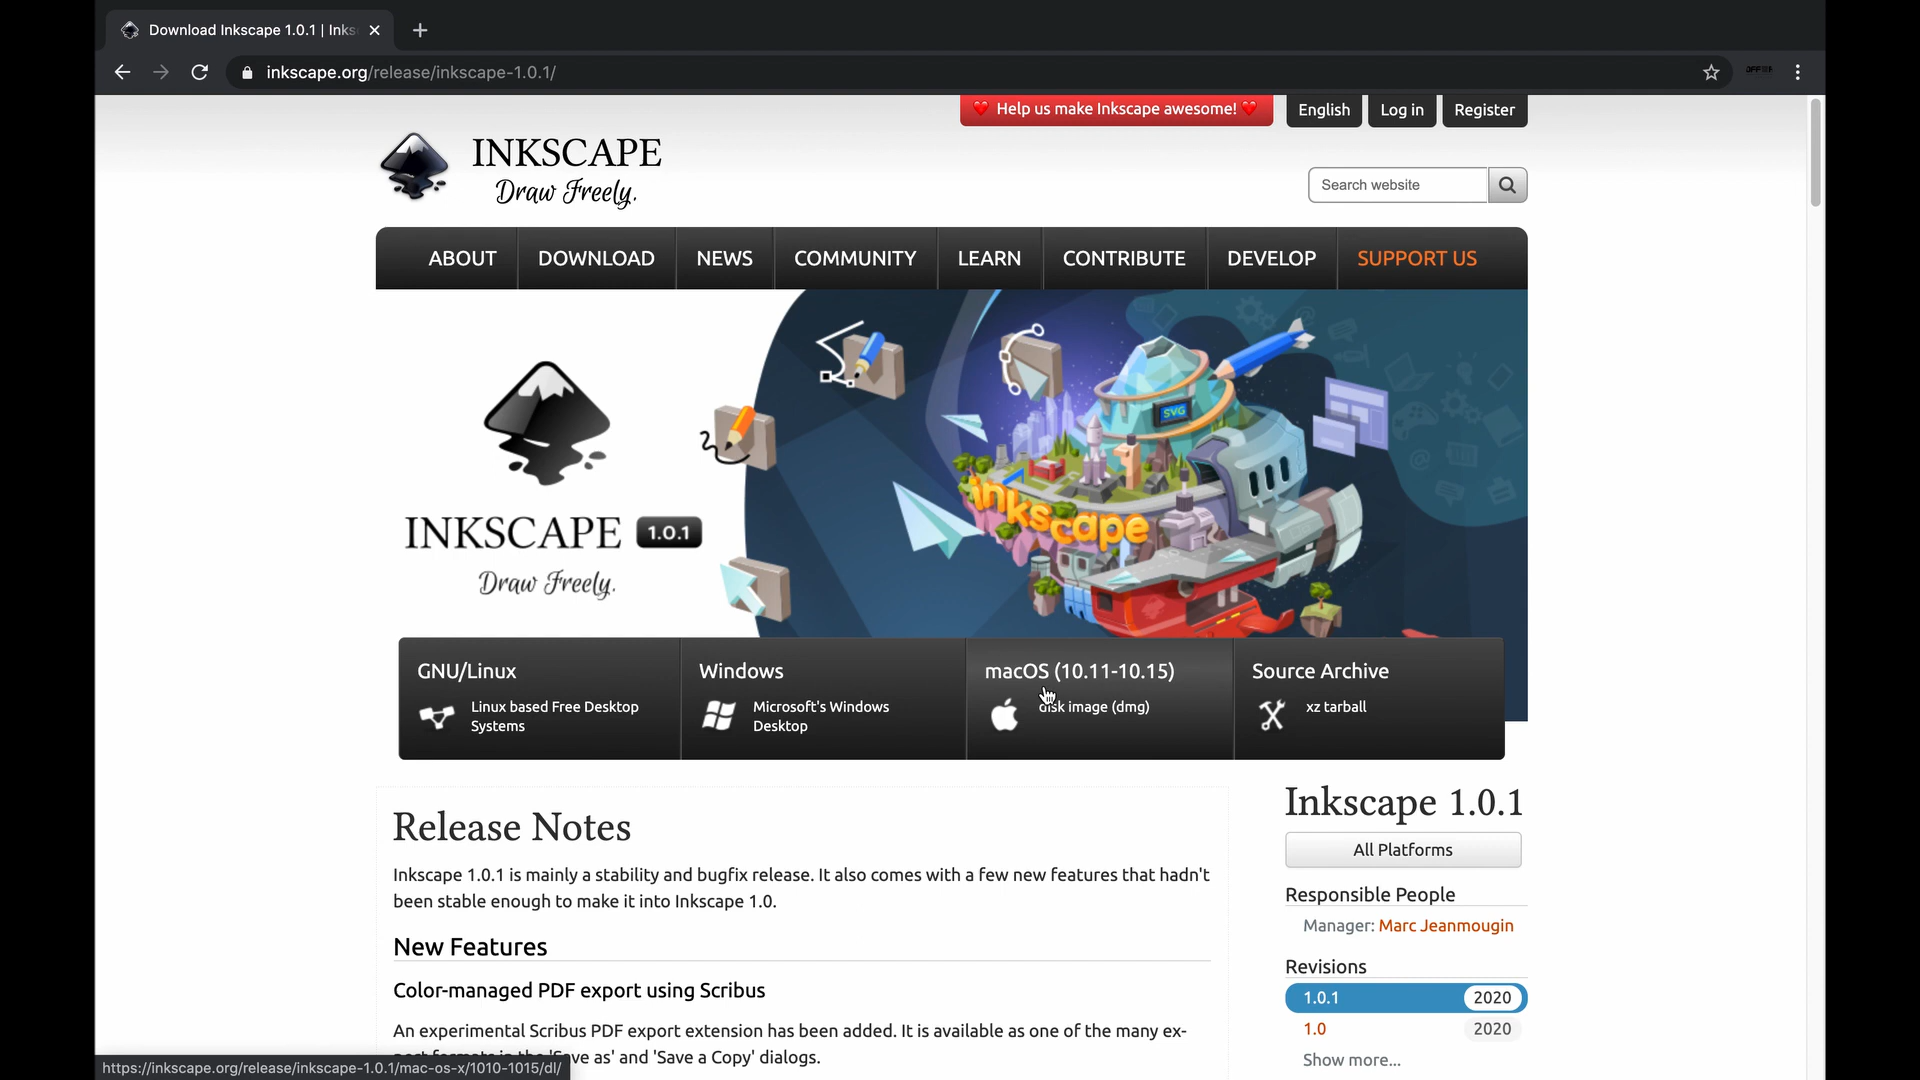 Download Inkscape 1.0.1 | Inks
inkscape.org/release/inkscape-1.0.1/
Help us make Inkscape awesome!
English
Log in
Register
INKSCAPE
Draw Freely.
Search website
ABOUT
DOWNLOAD
NEWS
COMMUNITY
LEARN
CONTRIBUTE
DEVELOP
SUPPORT US
SVG
inkscape
INKSCAPE 1.0.1
Draw Freely.
GNU/Linux
Linux based Free Desktop
Systems
Windows
Microsoft's Windows
Desktop
macOS (10.11-10.15)
disk image (dmg)
Source Archive
xz tarball
Release Notes
Inkscape 1.0.1 is mainly a stability and bugfix release. It also comes with a few new features that hadn't
been stable enough to make it into Inkscape 1.0.
New Features
Color-managed PDF export using Scribus
An experimental Scribus PDF export extension has been added. It is available as one of the many ex-
'Save as' and 'Save a Copy' dialogs.
Inkscape 1.0.1
All Platforms
Responsible People
Manager: Marc Jeanmougin
Revisions
1.0.1 2020
1.0 2020
Show more...
https://inkscape.org/release/inkscape-1.0.1/mac-os-x/1010-1015/dl/